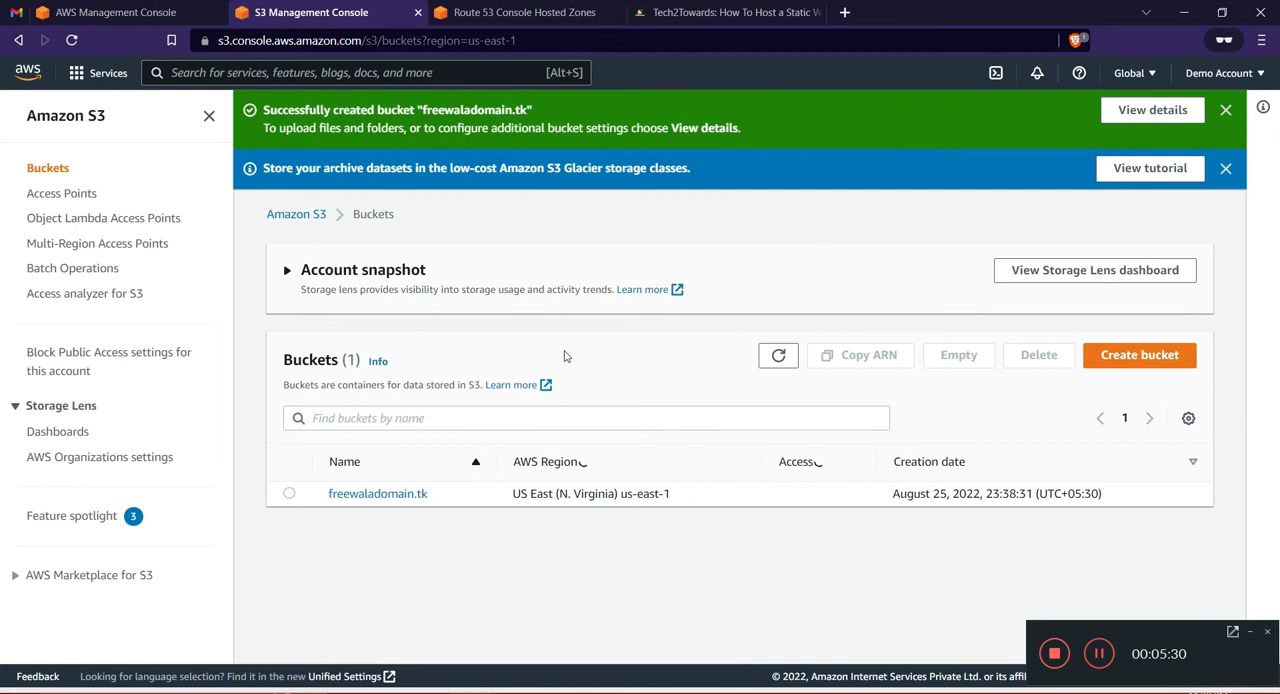 AWS Management Console
S3 Management Console
Route 53 Console Hosted Zones
Tech2Towards: How To Host a Static W
s3.console.aws.amazon.com/s3/buckets?region=us-east-1
1
aws
Services
Search for services, features, blogs, docs, and more
[Alt+S]
Global
Demo Account
Amazon S3
Buckets
Access Points
Object Lambda Access Points
Multi-Region Access Points
Batch Operations
Access analyzer for S3
Block Public Access settings for
this account
Storage Lens
Dashboards
AWS Organizations settings
Feature spotlight 3
AWS Marketplace for S3
Successfully created bucket "freewaladomain.tk"
To upload files and folders, or to configure additional bucket settings choose View details.
View details
Store your archive datasets in the low-cost Amazon S3 Glacier storage classes.
View tutorial
Amazon S3 > Buckets
Account snapshot
Storage lens provides visibility into storage usage and activity trends. Learn more
View Storage Lens dashboard
Buckets (1) Info
Buckets are containers for data stored in S3. Learn more
Copy ARN
Empty
Delete
Create bucket
Find buckets by name
1
Name
AWS Region
Access
Creation date
freewaladomain.tk
US East (N. Virginia) us-east-1
August 25, 2022, 23:38:31 (UTC+05:30)
00:05:30
Feedback
Looking for language selection? Find it in the new Unified Settings
© 2022, Amazon Internet Services Private Ltd. or its affil